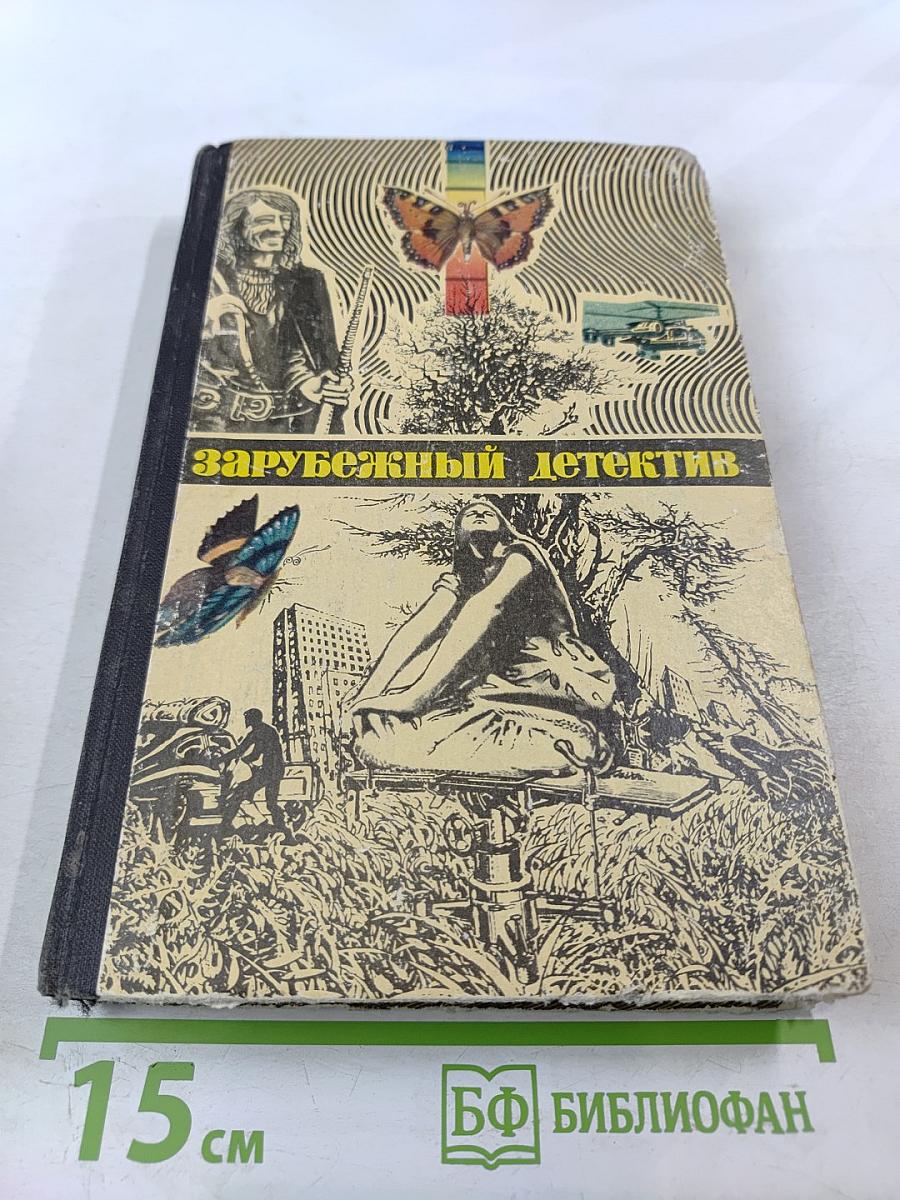 зарубежный детектив
15 см
БФ БИБЛИОФАН